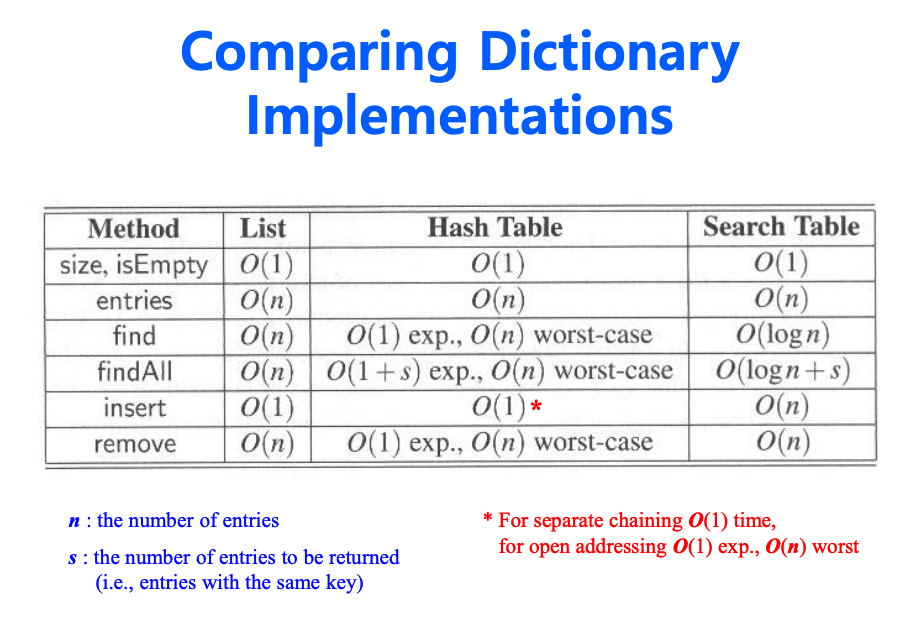 Comparing Dictionary
Implementations
Method List Hash Table Search Table
size, isEmpty O(1) O(1) O(1)
entries O(n) O(n) O(n)
find O(n) O(1) exp., O(n) worst-case O(log n)
findAll O(n) O(1+s) exp., O(n) worst-case O(log n+s)
insert O(1) O(1) * O(n)
remove O(n) O(1) exp., O(n) worst-case O(n)
n : the number of entries
s : the number of entries to be returned
(i.e., entries with the same key)
* For separate chaining O(1) time,
for open addressing O(1) exp., O(n) worst